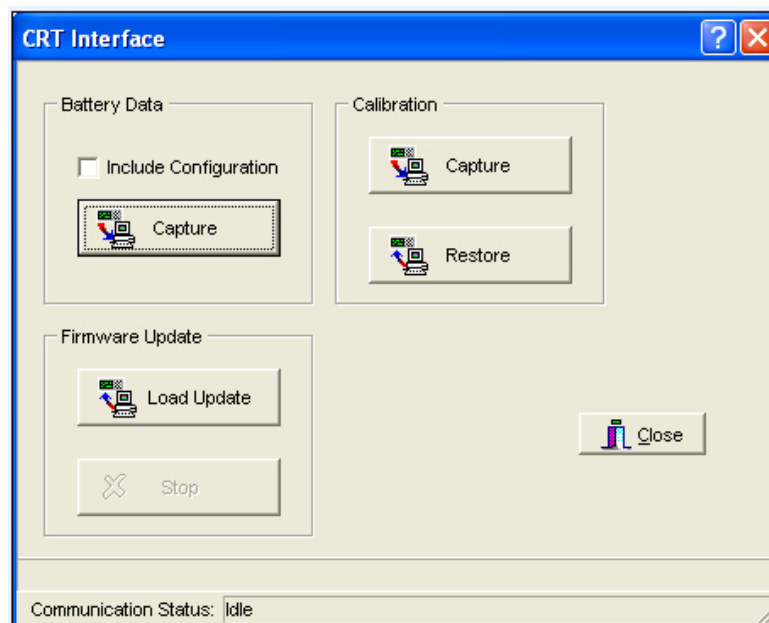 CRT Interface
Battery Data
Include Configuration
Capture
Calibration
Capture
Restore
Firmware Update
Load Update
Stop
Close
Communication Status: Idle